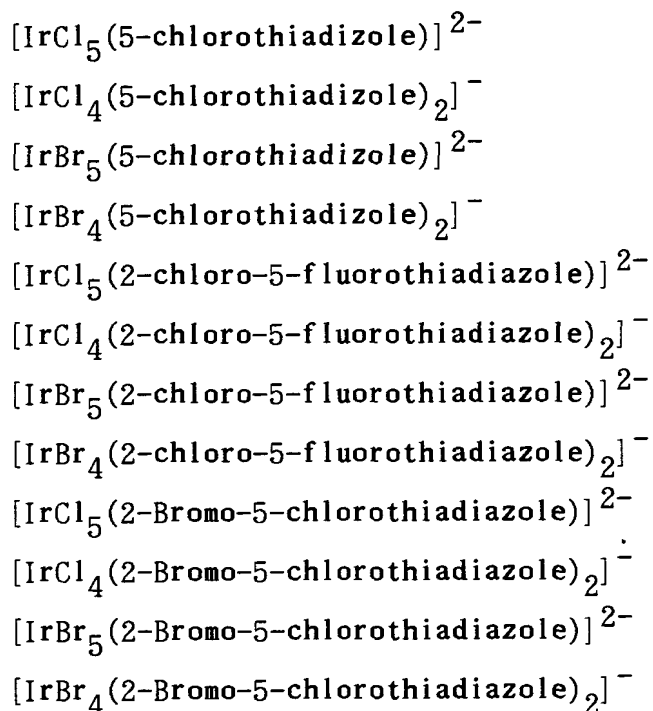 [IrCl5(5-chlorothiadizole)]2-
[IrCl4(5-chlorothiadizole)2]-
[IrBr5(5-chlorothiadizole)]2-
[IrBr4(5-chlorothiadizole)2]-
[IrCl5(2-chloro-5-fluorothiadiazole)]2-
[IrCl4(2-chloro-5-fluorothiadiazole)2]-
[IrBr5(2-chloro-5-fluorothiadiazole)]2-
[IrBr4(2-chloro-5-fluorothiadiazole)2]-
[IrCl5(2-Bromo-5-chlorothiadiazole)]2-
[IrCl4(2-Bromo-5-chlorothiadiazole)2]-
[IrBr5(2-Bromo-5-chlorothiadiazole)]2-
[IrBr4(2-Bromo-5-chlorothiadiazole)2]-